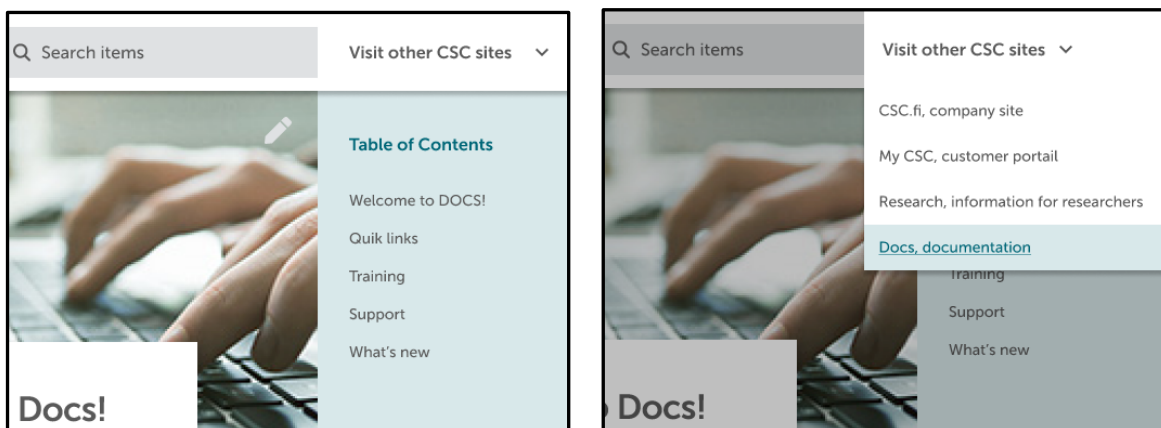 Search items
Visit other CSC sites
Table of Contents
Welcome to DOCS!
Quik links
Training
Support
What's new
Docs!
Search items
Visit other CSC sites
CSC.fi, company site
My CSC, customer portail
Research, information for researchers
Docs, documentation
Training
Support
What's new
Docs!